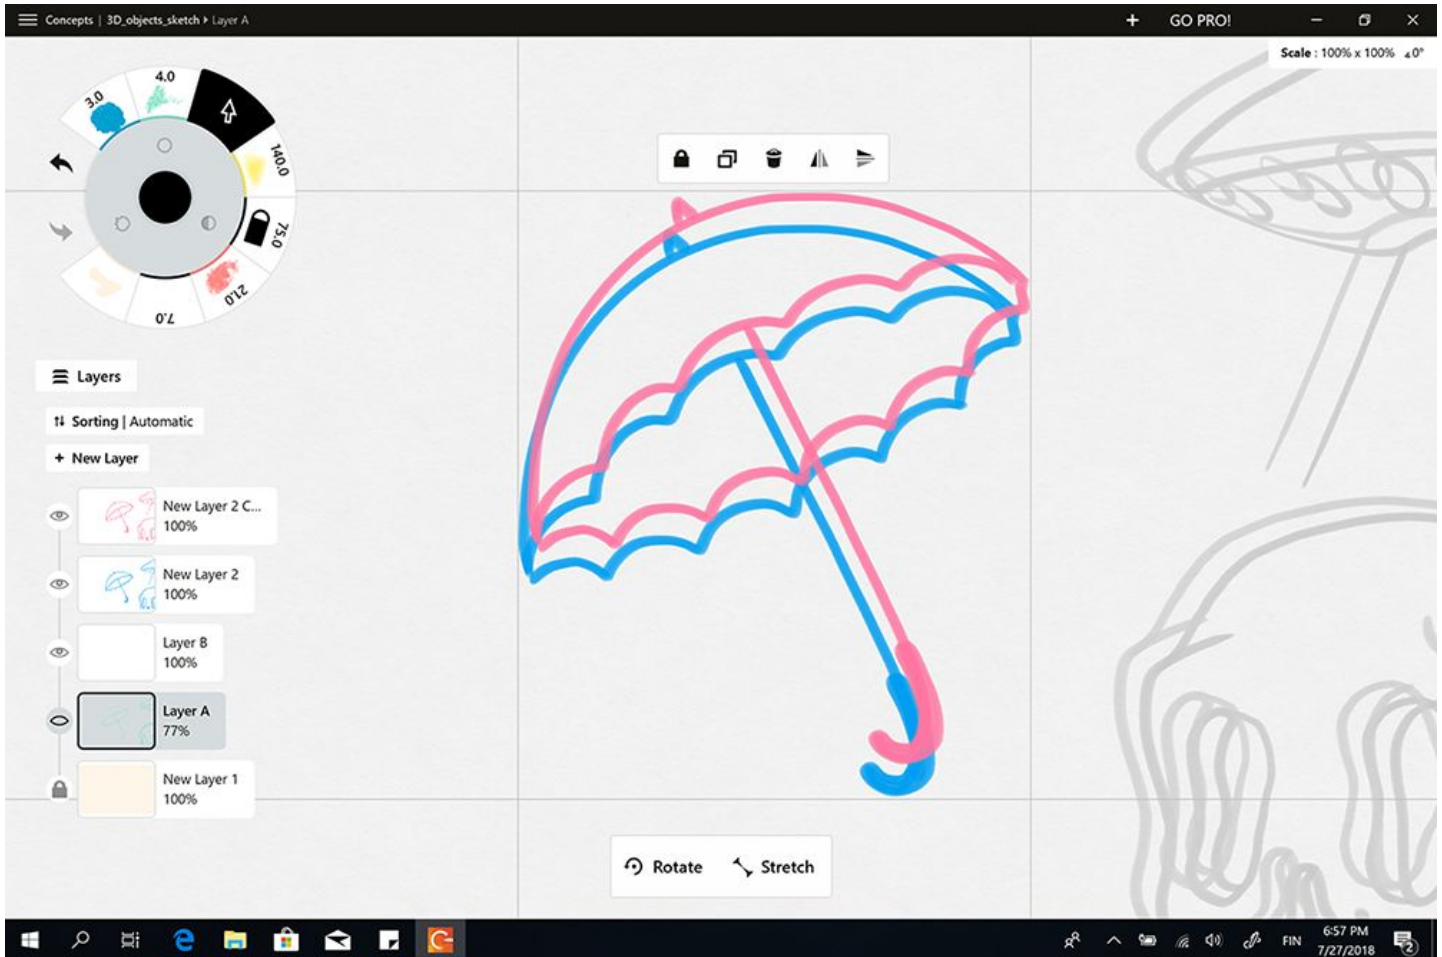 Concepts | 3D_objects_sketch ▸ Layer A
+ GO PRO!
Scale : 100% x 100% ⦟0°
4.0
3.0
140.0
75.0
21.0
7.0
Layers
Sorting | Automatic
+ New Layer
New Layer 2 C...
100%
New Layer 2
100%
Layer B
100%
Layer A
77%
New Layer 1
100%
Rotate
Stretch
FIN
6:57 PM
7/27/2018
2